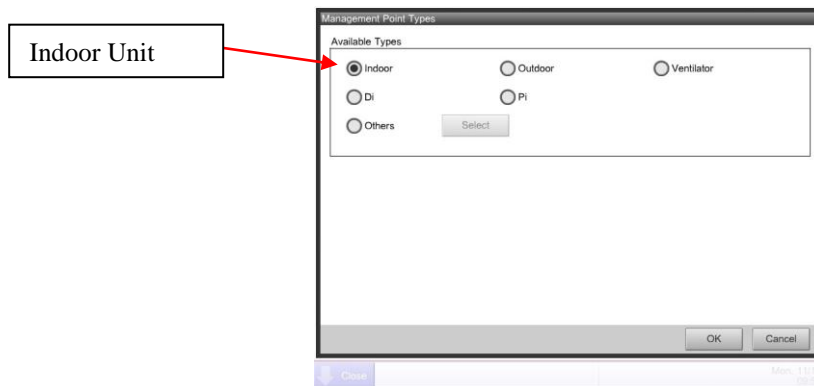 Management Point Types
Indoor Unit
Available Types
Indoor Outdoor Ventilator
Di Pi
Others Select
OK Cancel
Close